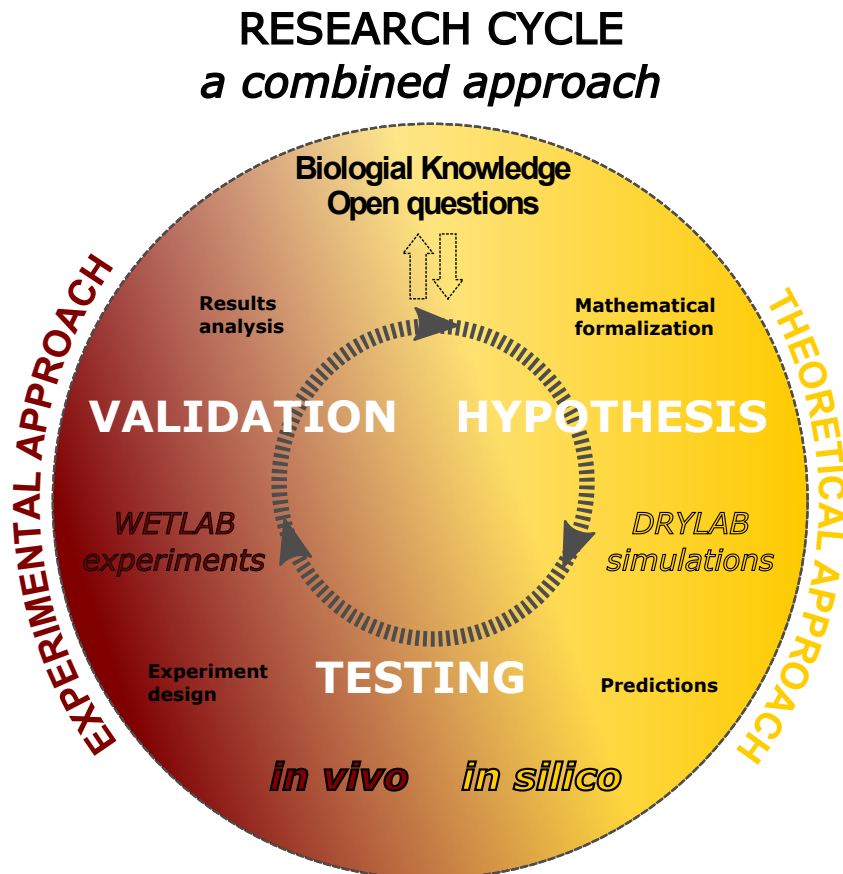 RESEARCH CYCLE
a combined approach
Biologial Knowledge
Open questions
Results
analysis
Mathematical
formalization
EXPERIMENTAL APPROACH
THEORETICAL APPROACH
VALIDATION
HYPOTHESIS
WETLAB
experiments
DRYLAB
simulations
TESTING
Experiment
design
Predictions
in vivo
in silico